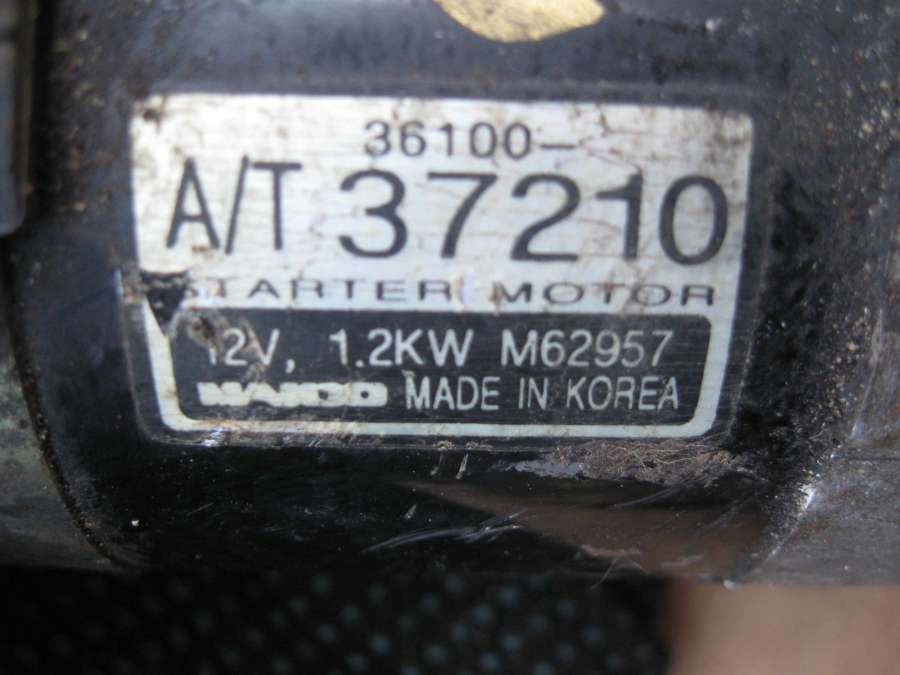 36100-
A/T 37210
STARTER MOTOR
12V, 1.2KW M62957
MADE IN KOREA